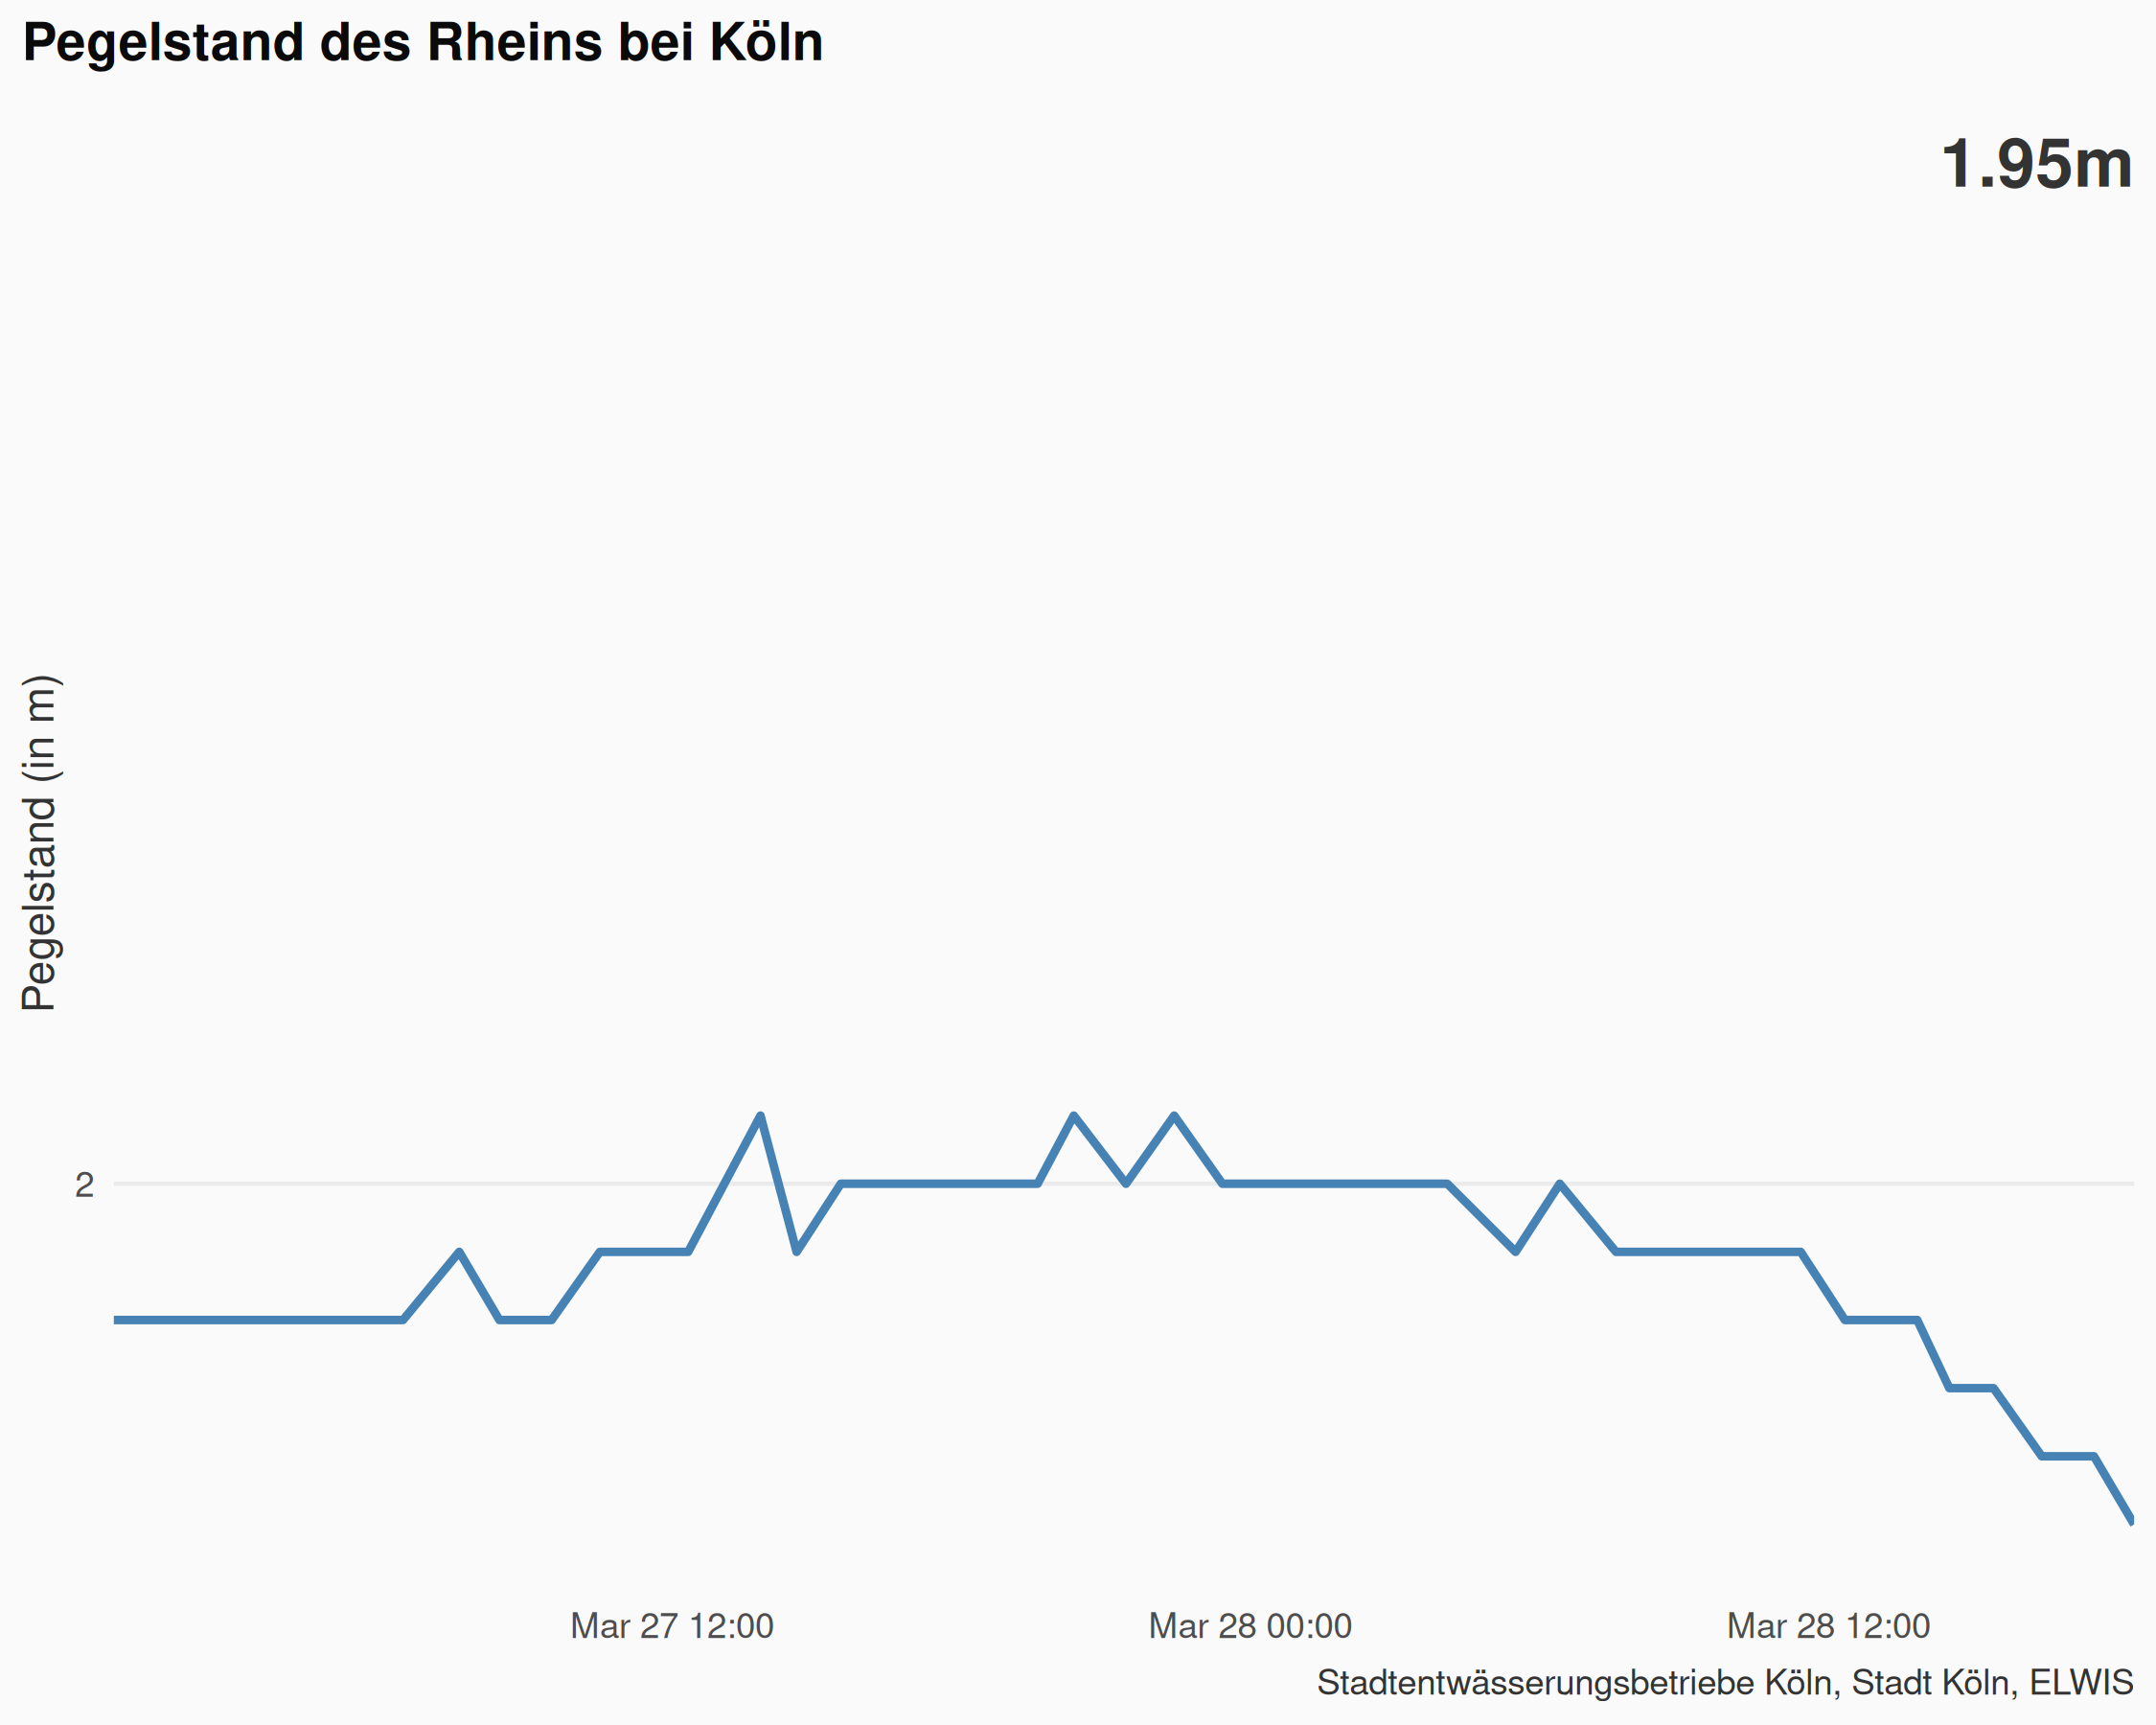 Pegelstand des Rheins bei Köln
1.95m
Pegelstand (in m)
2
Mar 27 12:00
Mar 28 00:00
Mar 28 12:00
Stadtentwässerungsbetriebe Köln, Stadt Köln, ELWIS